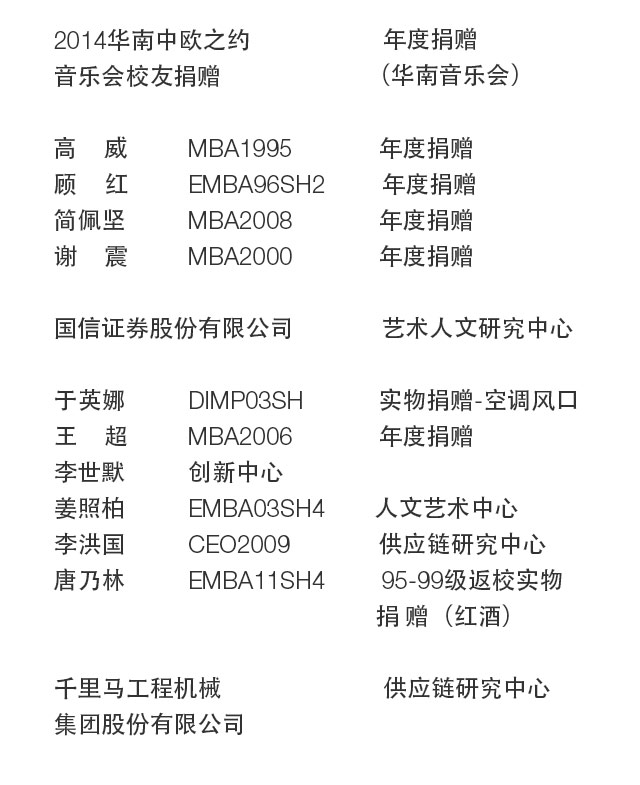 2014华南中欧之约 年度捐赠
音乐会校友捐赠 （华南音乐会）
高 威 MBA1995 年度捐赠
顾 红 EMBA96SH2 年度捐赠
简佩坚 MBA2008 年度捐赠
谢 震 MBA2000 年度捐赠
国信证券股份有限公司 艺术人文研究中心
于英娜 DIMP03SH 实物捐赠-空调风口
王 超 MBA2006 年度捐赠
李世默 创新中心
姜照柏 EMBA03SH4 人文艺术中心
李洪国 CEO2009 供应链研究中心
唐乃林 EMBA11SH4 95-99级返校实物
捐 赠（红酒）
千里马工程机械 供应链研究中心
集团股份有限公司